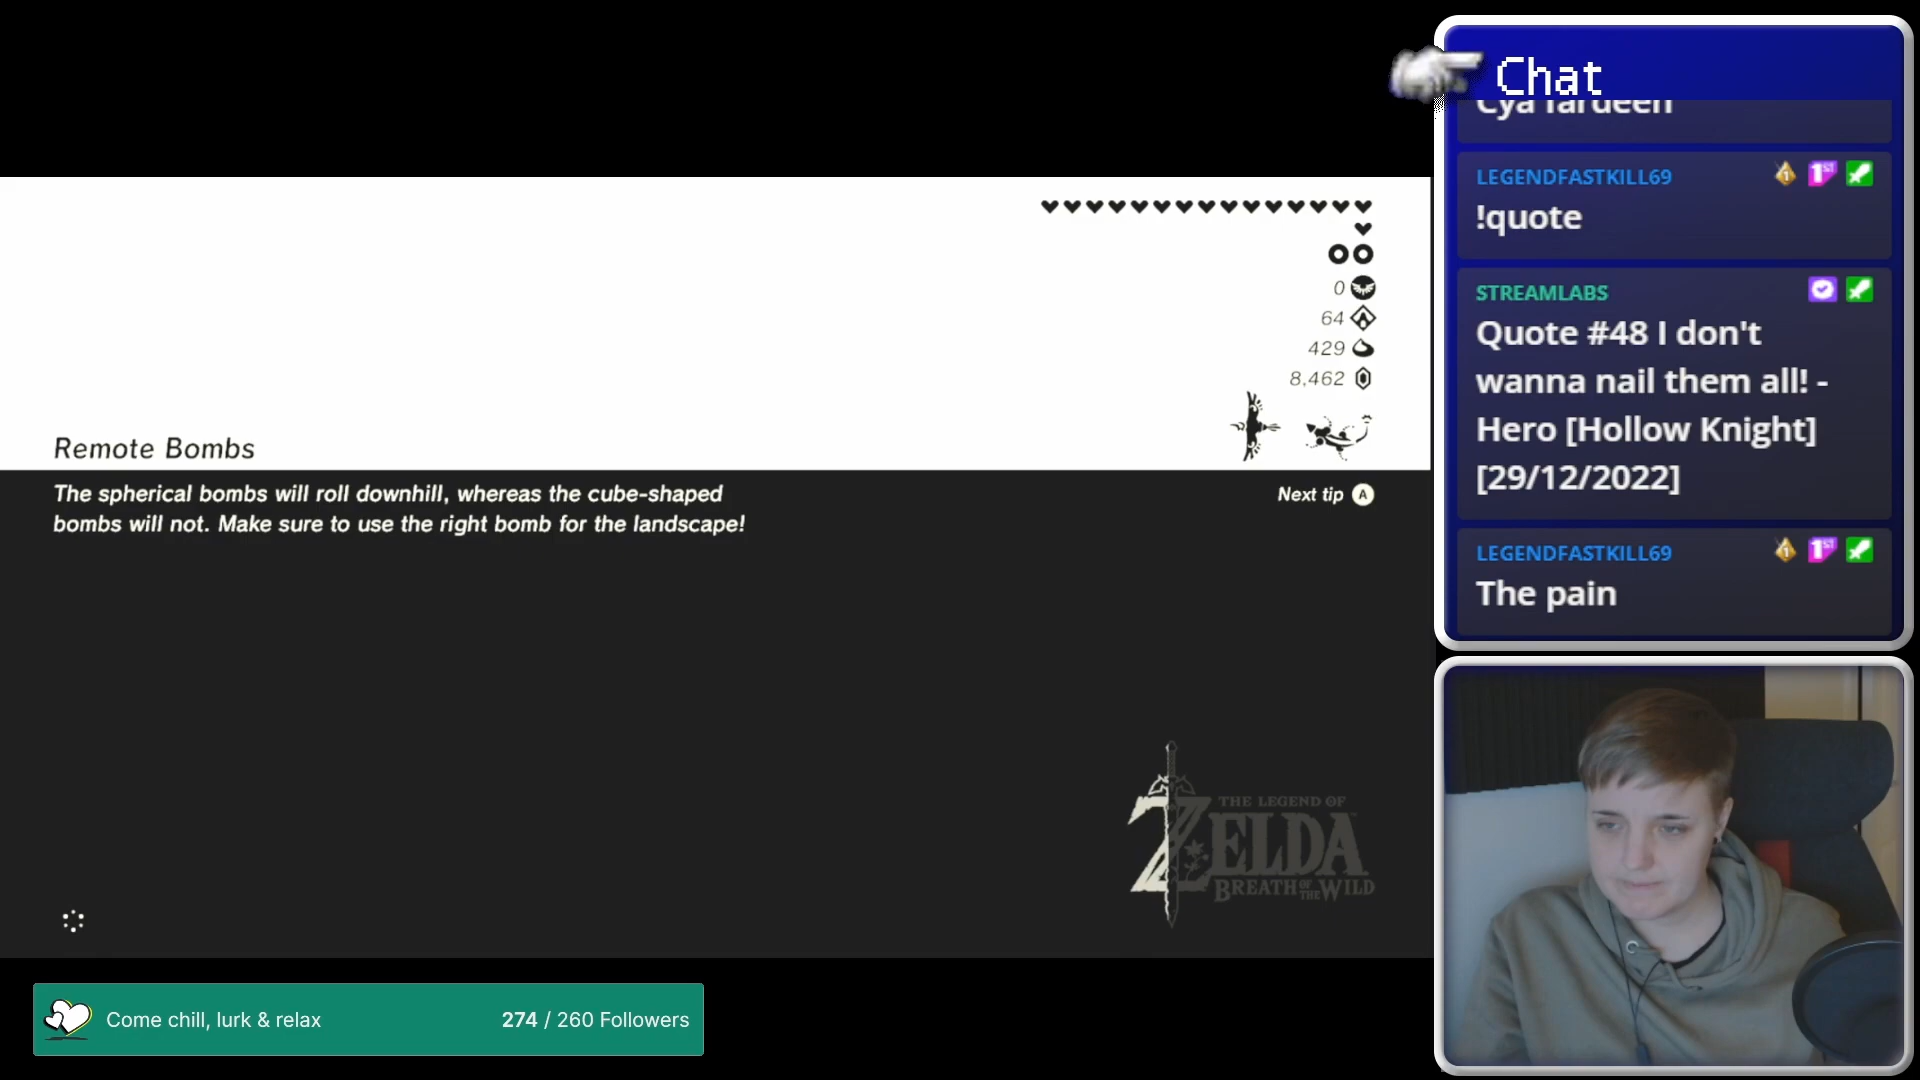 Chat
Cya fardeen
LEGENDFASTKILL69
!quote
STREAMLABS
Quote #48 I don't
wanna nail them all! -
Hero [Hollow Knight]
[29/12/2022]
LEGENDFASTKILL69
The pain
0
64
429
8,462
Remote Bombs
The spherical bombs will roll downhill, whereas the cube-shaped
bombs will not. Make sure to use the right bomb for the landscape!
Next tip A
THE LEGEND OF
ZELDA
BREATH OF THE WILD
Come chill, lurk & relax
274 / 260 Followers